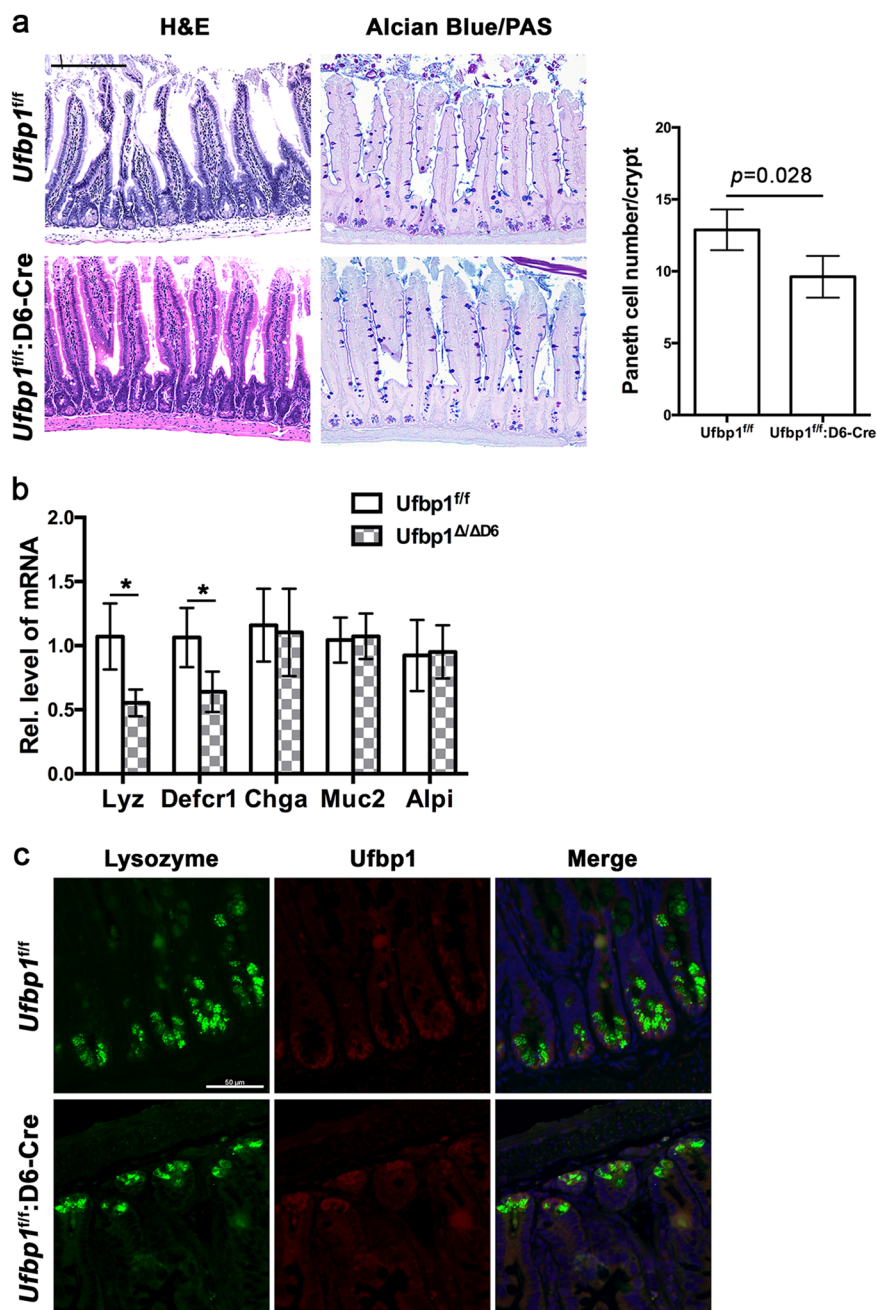 a
H&E
Alcian Blue/PAS
Ufbp1f/f
Ufbp1f/f:D6-Cre
20
15
10
5
0
Paneth cell number/crypt
p=0.028
Ufbp1f/f
Ufbp1f/f:D6-Cre
b
Ufbp1f/f
Ufbp1Δ/ΔD6
Rel. level of mRNA
2.0
1.5
1.0
0.5
0.0
*
*
Lyz Defcr1 Chga Muc2 Alpi
c
Lysozyme
Ufbp1
Merge
Ufbp1f/f
50 µm
Ufbp1f/f:D6-Cre